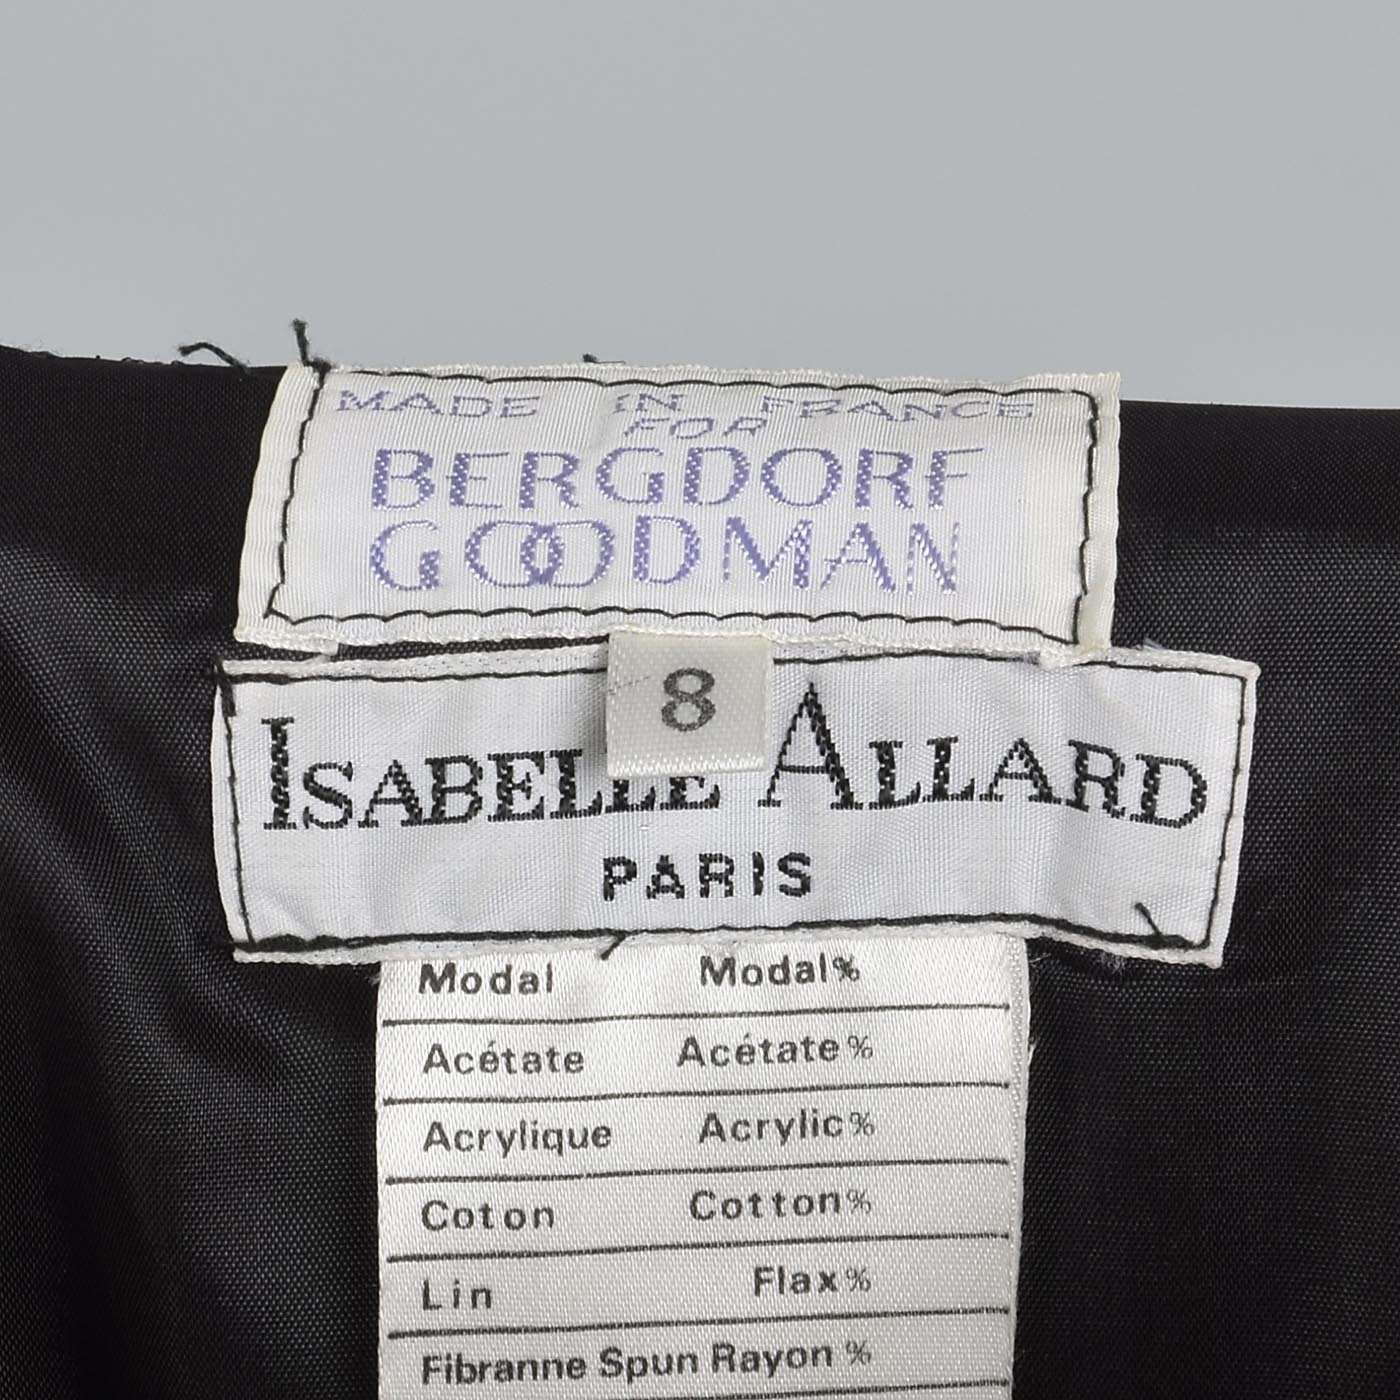 MADE IN FRANCE
FOR
BERGDORF
GOODMAN
8
ISABELLE ALLARD
PARIS
Modal Modal%
Acétate Acétate%
Acrylique Acrylic%
Coton Cotton%
Lin Flax%
Fibranne Spun Rayon %